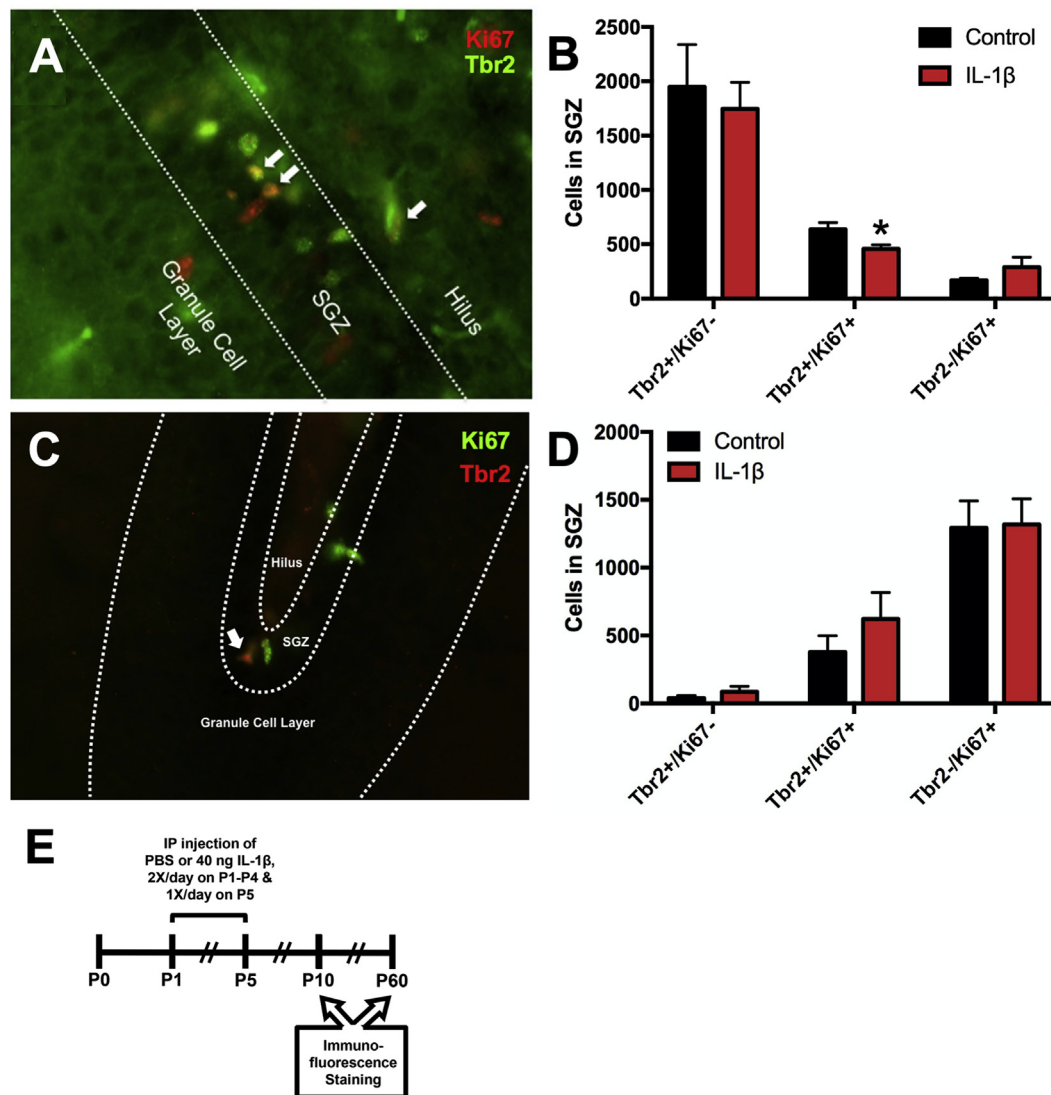 A
Ki67
Tbr2
Granule Cell
Layer
SGZ
Hilus
B
Cells in SGZ
2500
2000
1500
1000
500
0
Control
IL-1β
*
Tbr2+/Ki67-
Tbr2+/Ki67+
Tbr2-/Ki67+
C
Ki67
Tbr2
Hilus
SGZ
Granule Cell Layer
D
Cells in SGZ
2000
1500
1000
500
0
Control
IL-1β
Tbr2+/Ki67-
Tbr2+/Ki67+
Tbr2-/Ki67+
E
IP injection of
PBS or 40 ng IL-1β,
2X/day on P1-P4 &
1X/day on P5
P0 P1 P5 P10 P60
Immuno-
fluorescence
Staining